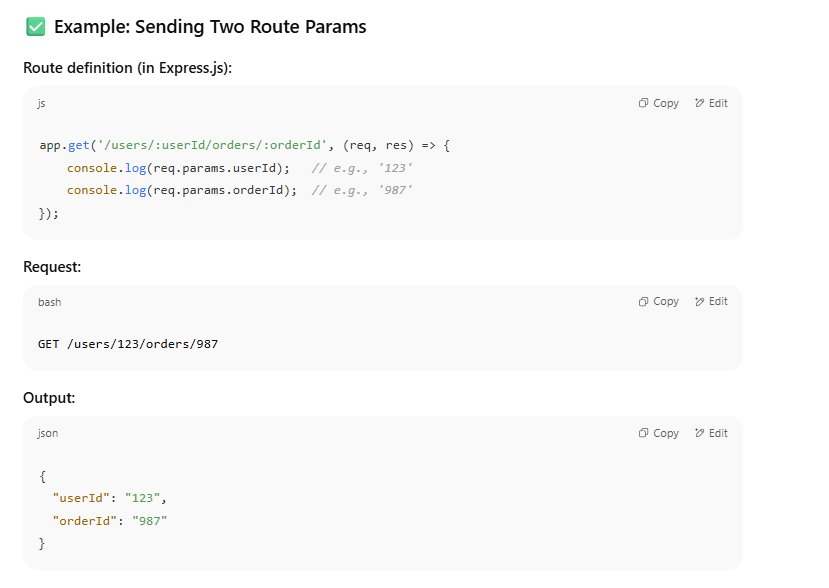 ✅ Example: Sending Two Route Params
Route definition (in Express.js):
js Copy Edit
app.get('/users/:userId/orders/:orderId', (req, res) => {
    console.log(req.params.userId);   // e.g., '123'
    console.log(req.params.orderId);  // e.g., '987'
});
Request:
bash Copy Edit
GET /users/123/orders/987
Output:
json Copy Edit
{
  "userId": "123",
  "orderId": "987"
}